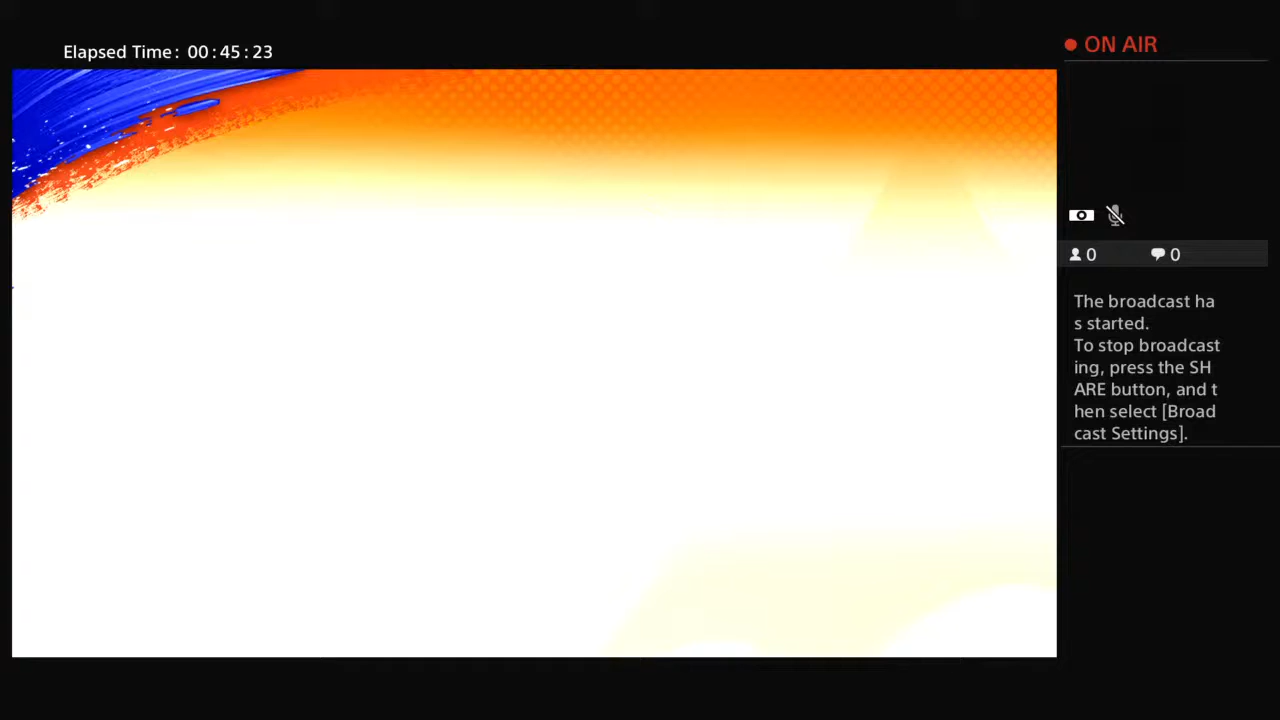 Elapsed Time: 00:45:23
ON AIR
0
0
The broadcast ha
s started.
To stop broadcast
ing, press the SH
ARE button, and t
hen select [Broad
cast Settings].